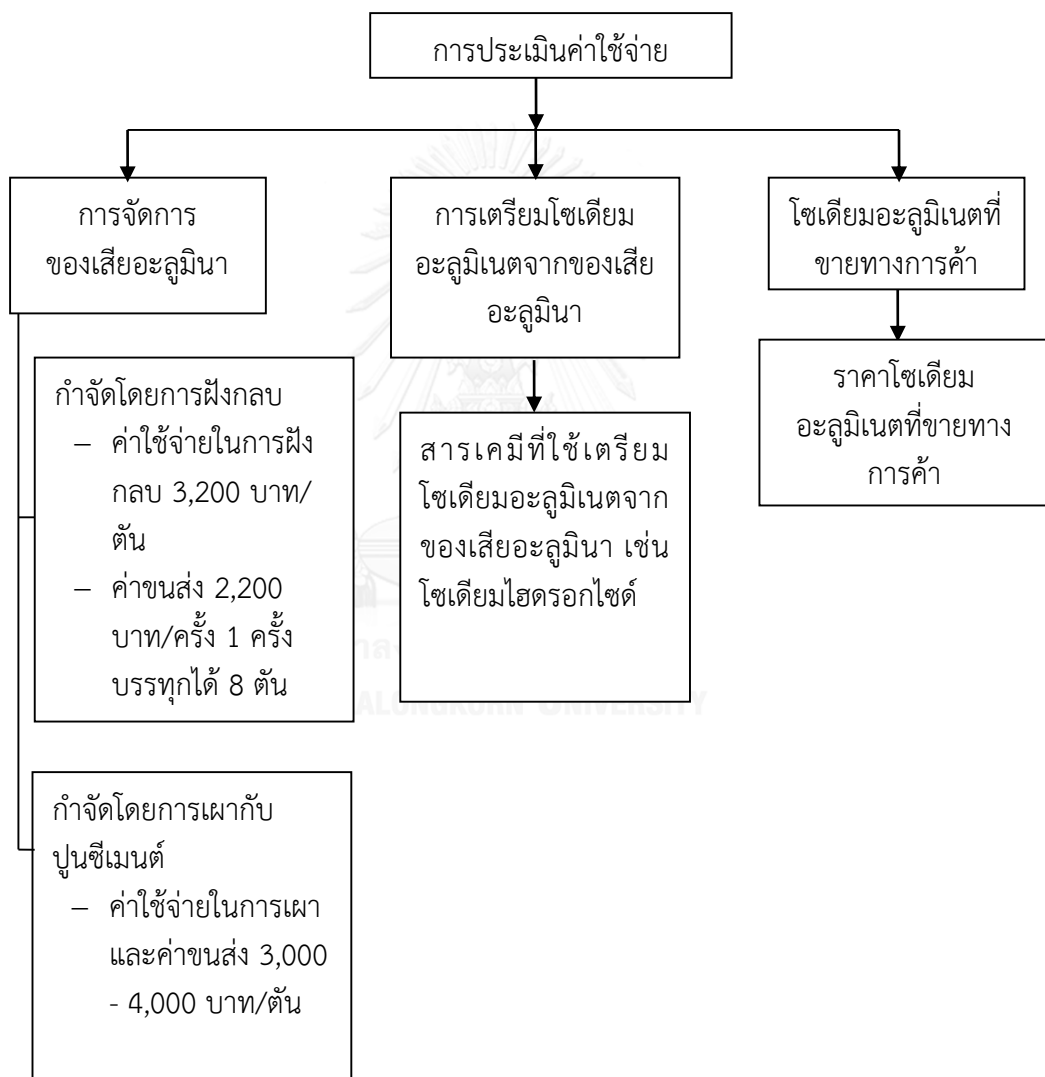 การประเมินค่าใช้จ่าย
การจัดการ
ของเสียอะลูมินา
การเตรียมโซเดียม
อะลูมิเนตจากของเสีย
อะลูมินา
โซเดียมอะลูมิเนตที่
ขายทางการค้า
กำจัดโดยการฝังกลบ
– ค่าใช้จ่ายในการฝัง
กลบ 3,200 บาท/
ตัน
– ค่าขนส่ง 2,200
บาท/ครั้ง 1 ครั้ง
บรรทุกได้ 8 ตัน
สารเคมีที่ใช้เตรียม
โซเดียมอะลูมิเนตจาก
ของเสียอะลูมินา เช่น
โซเดียมไฮดรอกไซด์
ราคาโซเดียม
อะลูมิเนตที่ขายทาง
การค้า
กำจัดโดยการเผากับ
ปูนซีเมนต์
– ค่าใช้จ่ายในการเผา
และค่าขนส่ง 3,000
- 4,000 บาท/ตัน